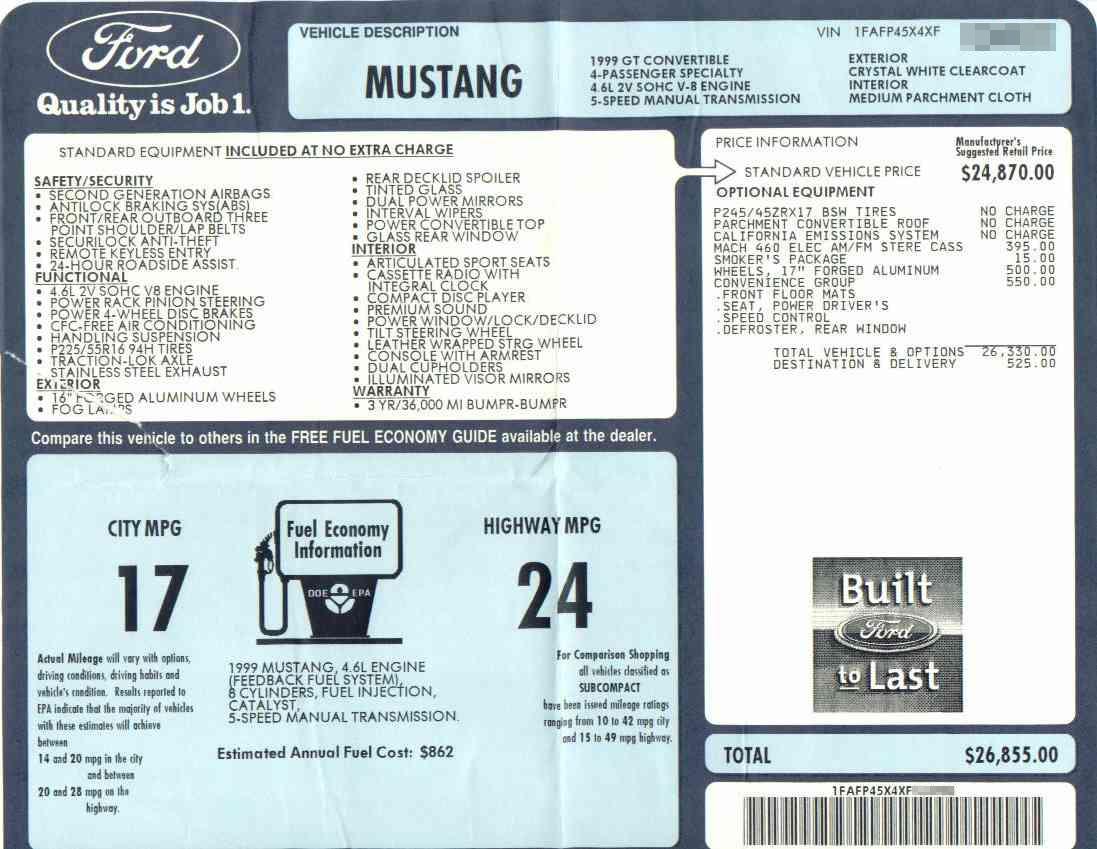 Ford
Quality is Job 1.
VEHICLE DESCRIPTION
MUSTANG
VIN 1FAFP45X4XF
1999 GT CONVERTIBLE
4-PASSENGER SPECIALTY
4.6L 2V SOHC V-8 ENGINE
5-SPEED MANUAL TRANSMISSION
EXTERIOR
CRYSTAL WHITE CLEARCOAT
INTERIOR
MEDIUM PARCHMENT CLOTH
STANDARD EQUIPMENT INCLUDED AT NO EXTRA CHARGE
SAFETY/SECURITY
• SECOND GENERATION AIRBAGS
• ANTILOCK BRAKING SYS(ABS)
• FRONT/REAR OUTBOARD THREE
POINT SHOULDER/LAP BELTS
• SECURILOCK ANTI-THEFT
• REMOTE KEYLESS ENTRY
• 24-HOUR ROADSIDE ASSIST.
FUNCTIONAL
• 4.6L 2V SOHC V8 ENGINE
• POWER RACK PINION STEERING
• POWER 4-WHEEL DISC BRAKES
• CFC-FREE AIR CONDITIONING
• HANDLING SUSPENSION
• P225/55R16 94H TIRES
• TRACTION-LOK AXLE
• STAINLESS STEEL EXHAUST
EXTERIOR
• 16" FORGED ALUMINUM WHEELS
• FOG LAMPS
• REAR DECKLID SPOILER
• TINTED GLASS
• DUAL POWER MIRRORS
• INTERVAL WIPERS
• POWER CONVERTIBLE TOP
• GLASS REAR WINDOW
INTERIOR
• ARTICULATED SPORT SEATS
• CASSETTE RADIO WITH
INTEGRAL CLOCK
• COMPACT DISC PLAYER
• PREMIUM SOUND
• POWER WINDOW/LOCK/DECKLID
• TILT STEERING WHEEL
• LEATHER WRAPPED STRG WHEEL
• CONSOLE WITH ARMREST
• DUAL CUPHOLDERS
• ILLUMINATED VISOR MIRRORS
WARRANTY
• 3 YR/36,000 MI BUMPR-BUMPR
PRICE INFORMATION
Manufacturer's
Suggested Retail Price
STANDARD VEHICLE PRICE $24,870.00
OPTIONAL EQUIPMENT
P245/45ZRX17 BSW TIRES NO CHARGE
PARCHMENT CONVERTIBLE ROOF NO CHARGE
CALIFORNIA EMISSIONS SYSTEM NO CHARGE
MACH 460 ELEC AM/FM STERE CASS 395.00
SMOKER'S PACKAGE 15.00
WHEELS, 17" FORGED ALUMINUM 500.00
CONVENIENCE GROUP 550.00
.FRONT FLOOR MATS
.SEAT, POWER DRIVER'S
.SPEED CONTROL
.DEFROSTER, REAR WINDOW
TOTAL VEHICLE & OPTIONS 26,330.00
DESTINATION & DELIVERY 525.00
Compare this vehicle to others in the FREE FUEL ECONOMY GUIDE available at the dealer.
CITY MPG
17
Fuel Economy
Information
DOE EPA
HIGHWAY MPG
24
Actual Mileage will vary with options,
driving conditions, driving habits and
vehicle's condition. Results reported to
EPA indicate that the majority of vehicles
with these estimates will achieve
between
14 and 20 mpg in the city
and between
20 and 28 mpg on the
highway.
1999 MUSTANG, 4.6L ENGINE
(FEEDBACK FUEL SYSTEM),
8 CYLINDERS, FUEL INJECTION,
CATALYST,
5-SPEED MANUAL TRANSMISSION.
Estimated Annual Fuel Cost: $862
For Comparison Shopping
all vehicles classified as
SUBCOMPACT
have been issued mileage ratings
ranging from 10 to 42 mpg city
and 15 to 49 mpg highway.
Built
Ford
to Last
TOTAL $26,855.00
1FAFP45X4XF